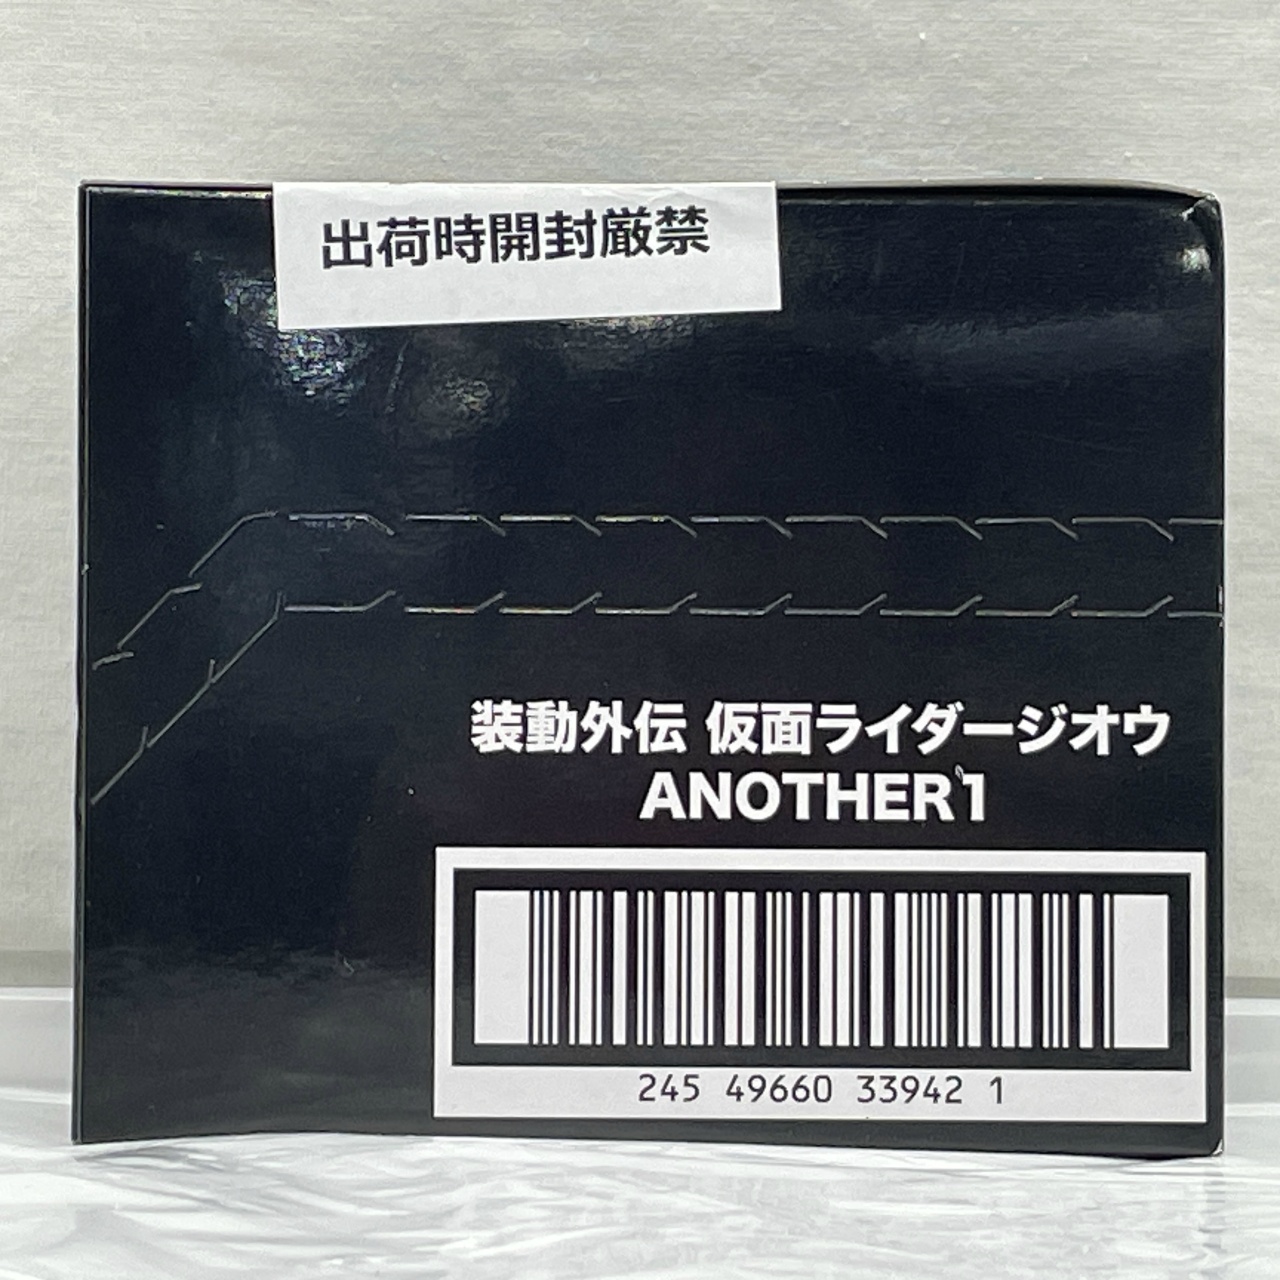 出荷時開封厳禁
装動外伝 仮面ライダージオウ
ANOTHER1
245 49660 33942 1